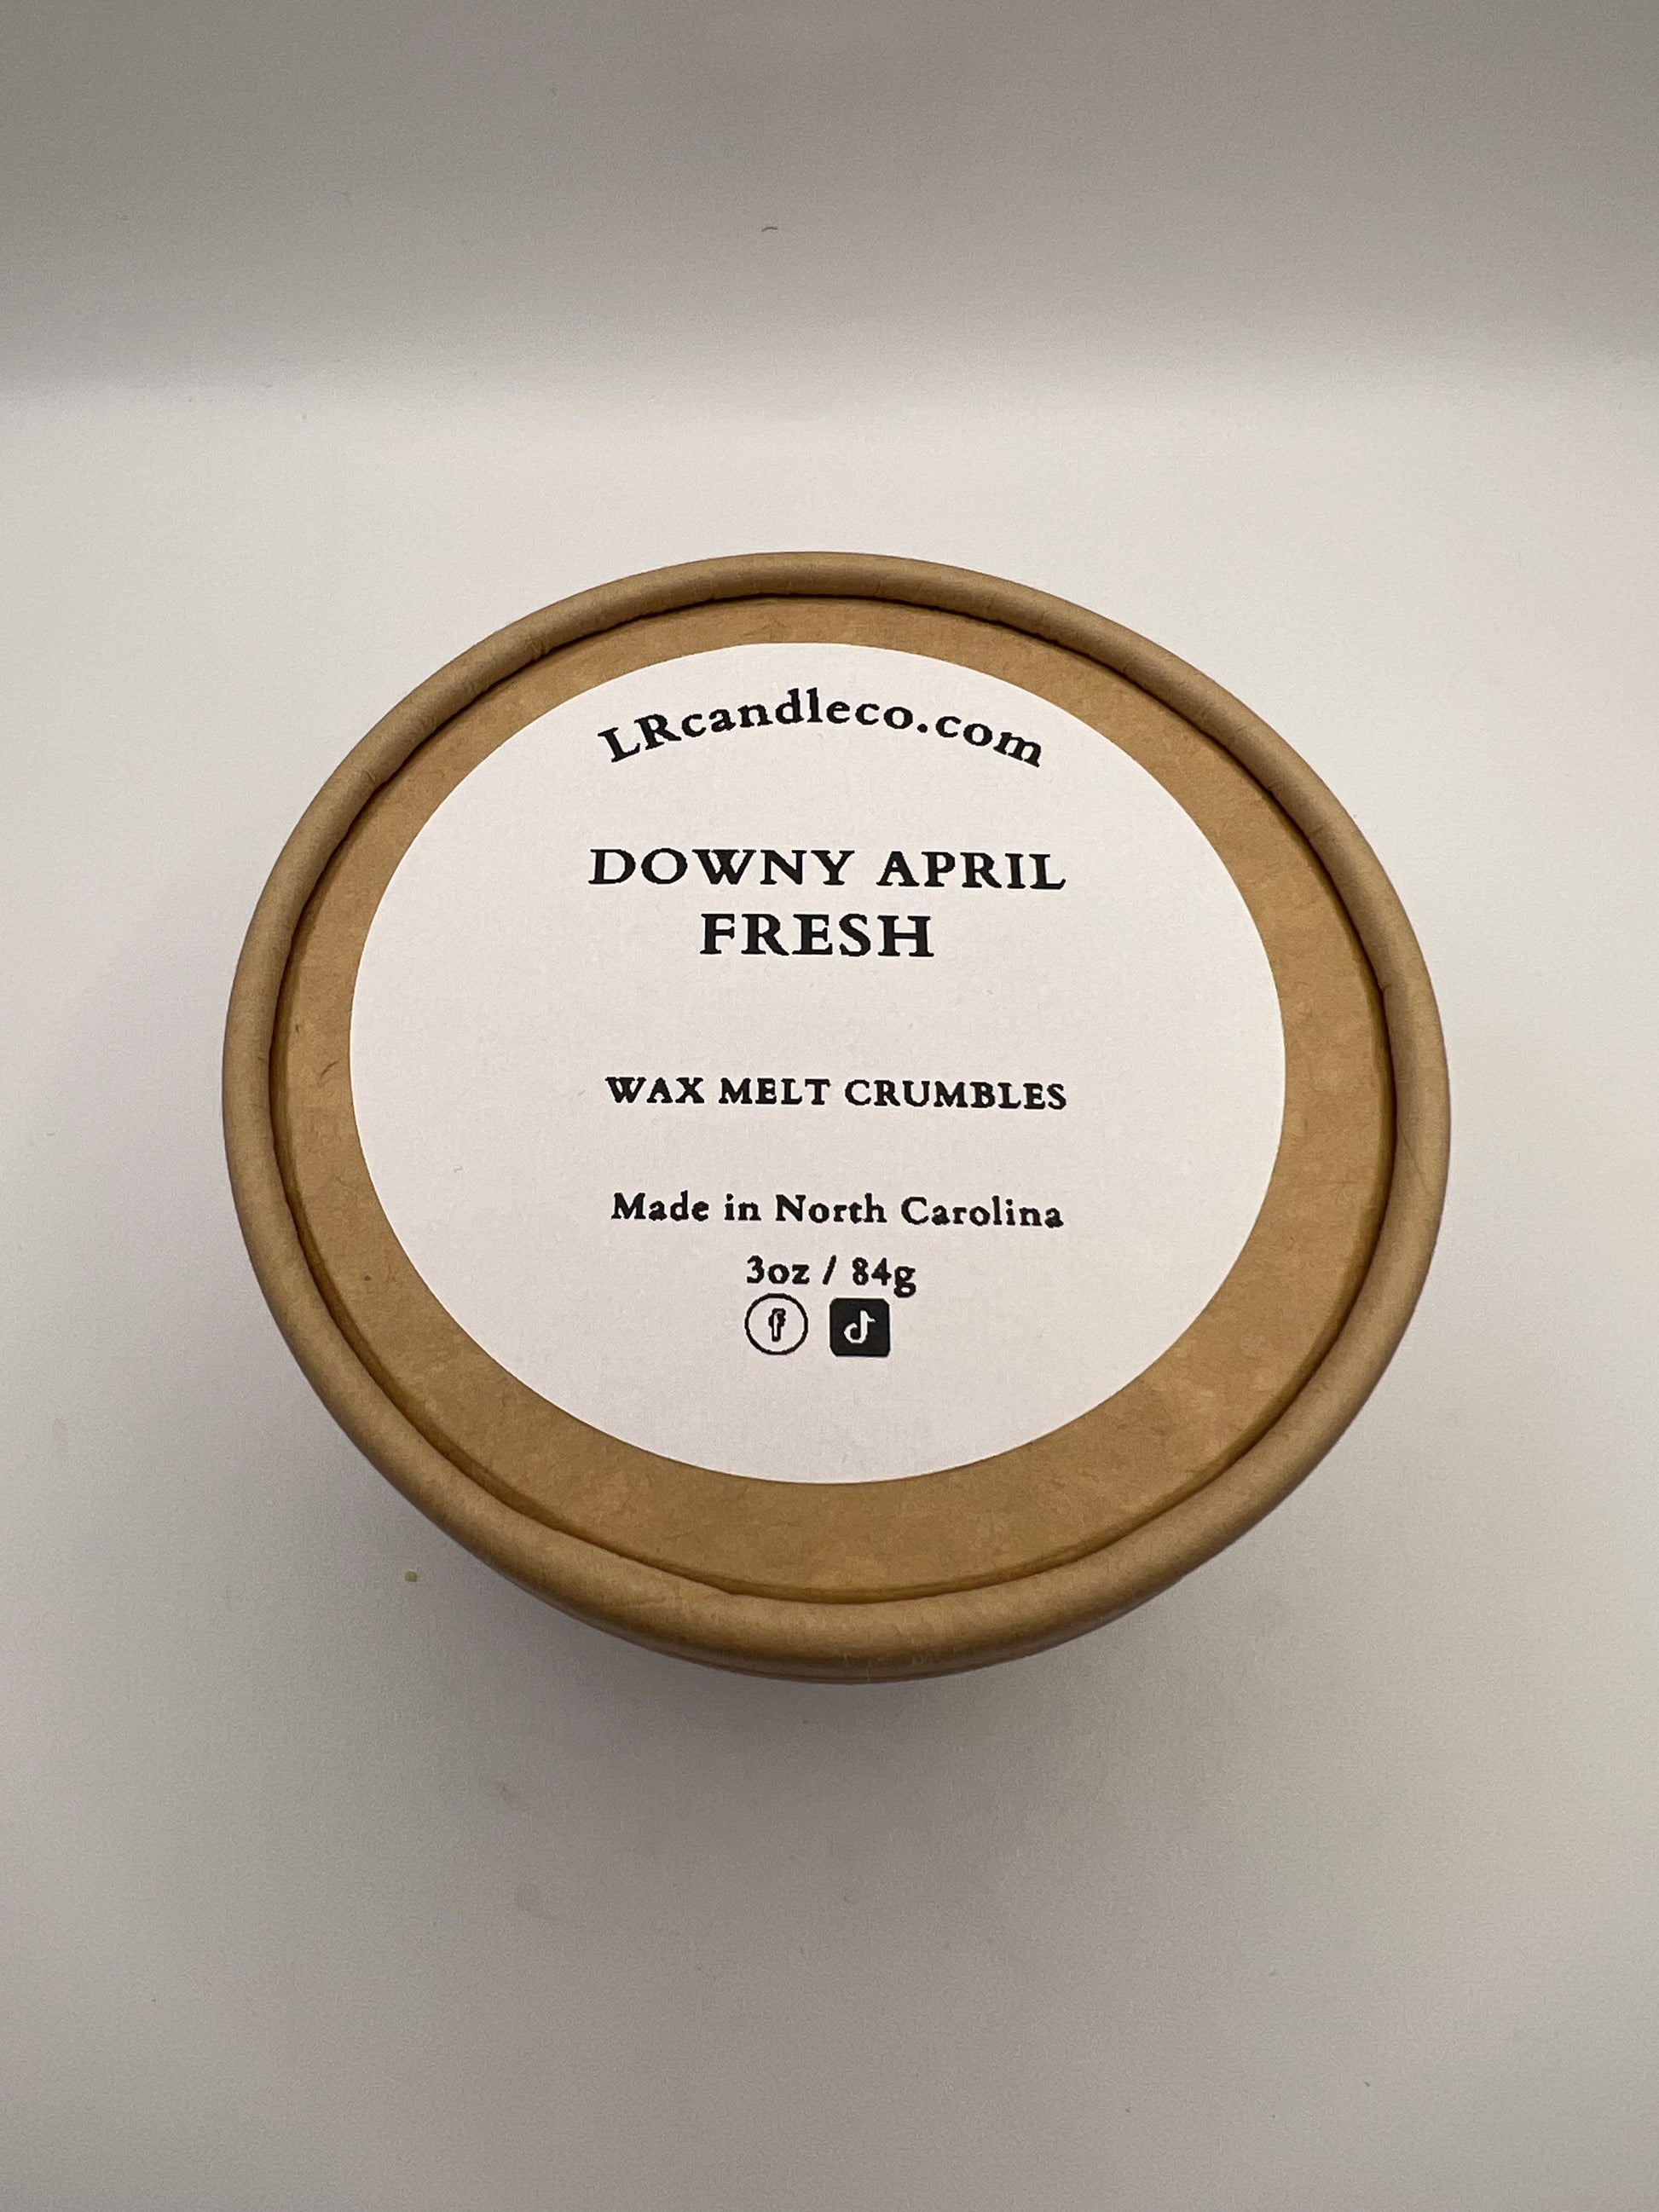 LRcandleco.com
DOWNY APRIL
FRESH
WAX MELT CRUMBLES
Made in North Carolina
3oz / 84g